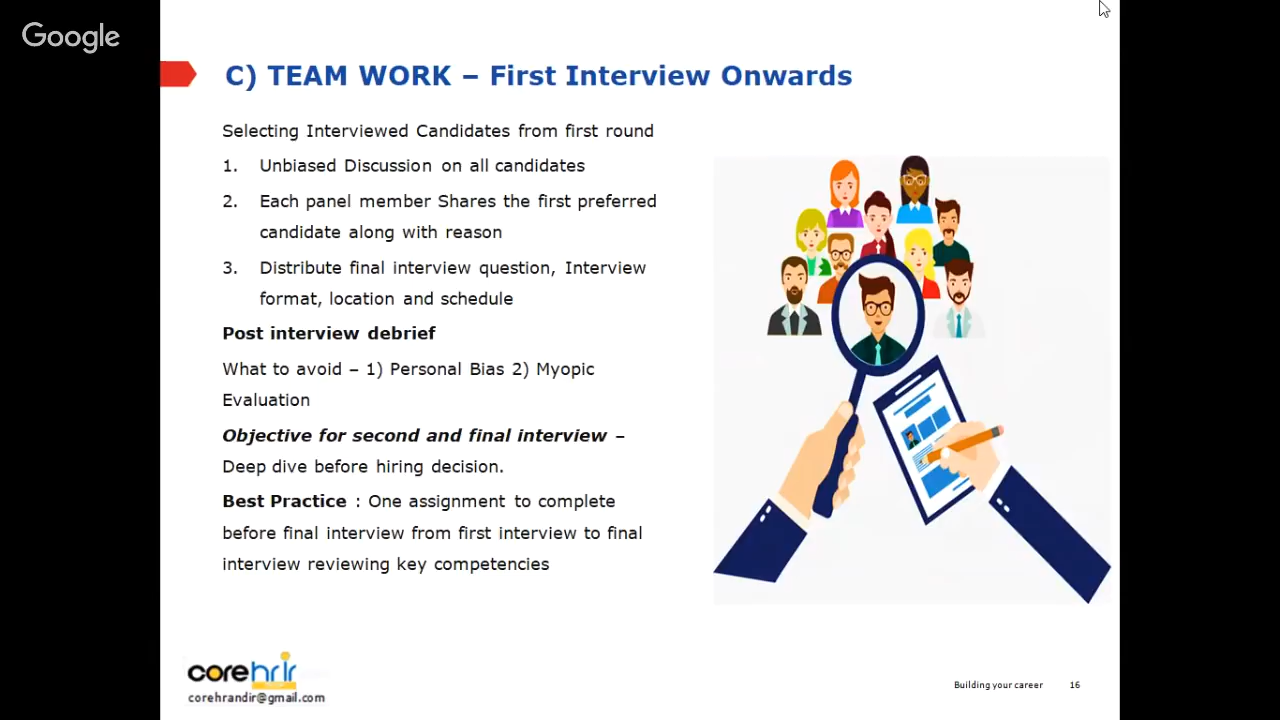 Google
C) TEAM WORK – First Interview Onwards
Selecting Interviewed Candidates from first round
1. Unbiased Discussion on all candidates
2. Each panel member Shares the first preferred
candidate along with reason
3. Distribute final interview question, Interview
format, location and schedule
Post interview debrief
What to avoid – 1) Personal Bias 2) Myopic
Evaluation
Objective for second and final interview –
Deep dive before hiring decision.
Best Practice : One assignment to complete
before final interview from first interview to final
interview reviewing key competencies
corehrir
corehrandir@gmail.com
Building your career 16